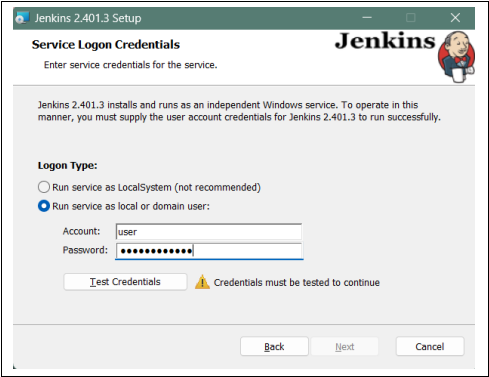 Jenkins 2.401.3 Setup
Service Logon Credentials
Jenkins
Enter service credentials for the service.
Jenkins 2.401.3 installs and runs as an independent Windows service. To operate in this
manner, you must supply the user account credentials for Jenkins 2.401.3 to run successfully.
Logon Type:
Run service as LocalSystem (not recommended)
Run service as local or domain user:
Account: user
Password: ●●●●●●●●●●●●
Test Credentials Credentials must be tested to continue
Back Next Cancel